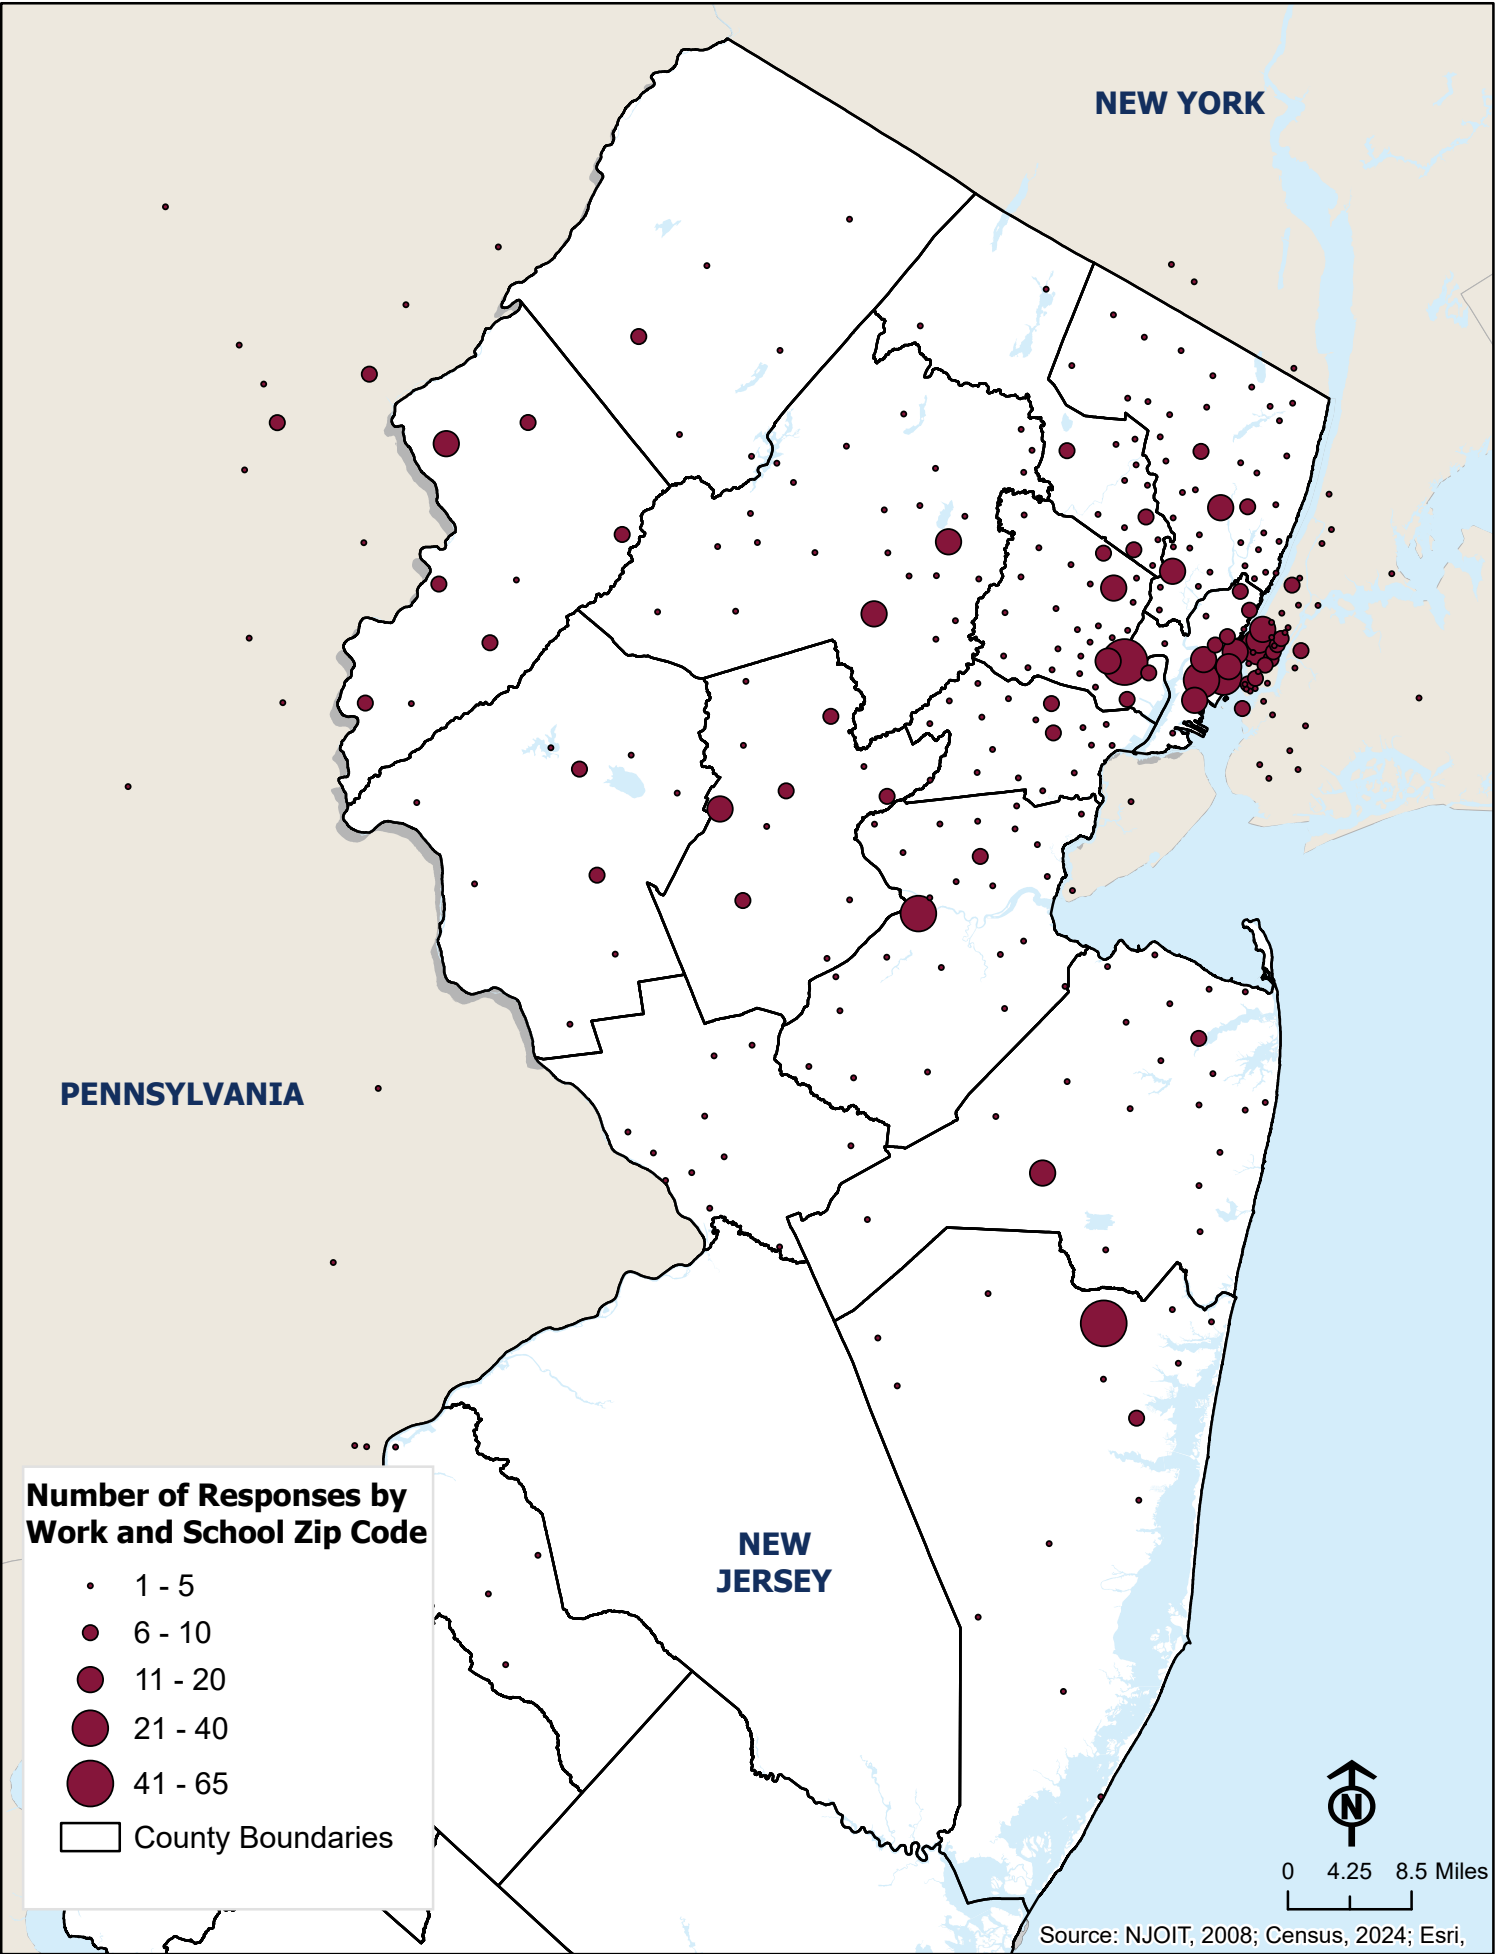 NEW YORK
PENNSYLVANIA
Number of Responses by
Work and School Zip Code
1 - 5
6 - 10
11 - 20
21 - 40
41 - 65
County Boundaries
NEW
JERSEY
N
0 4.25 8.5 Miles
Source: NJOIT, 2008; Census, 2024; Esri,